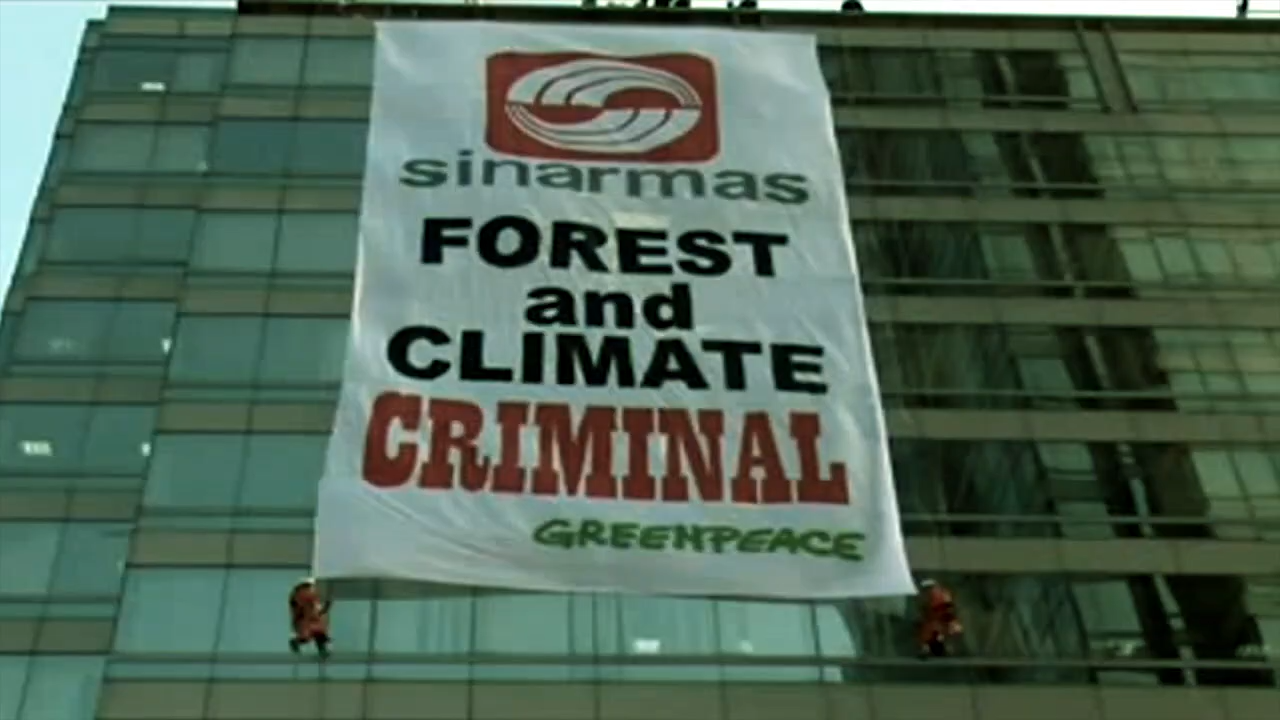 sinarmas
FOREST
and
CLIMATE
CRIMINAL
GREENPEACE